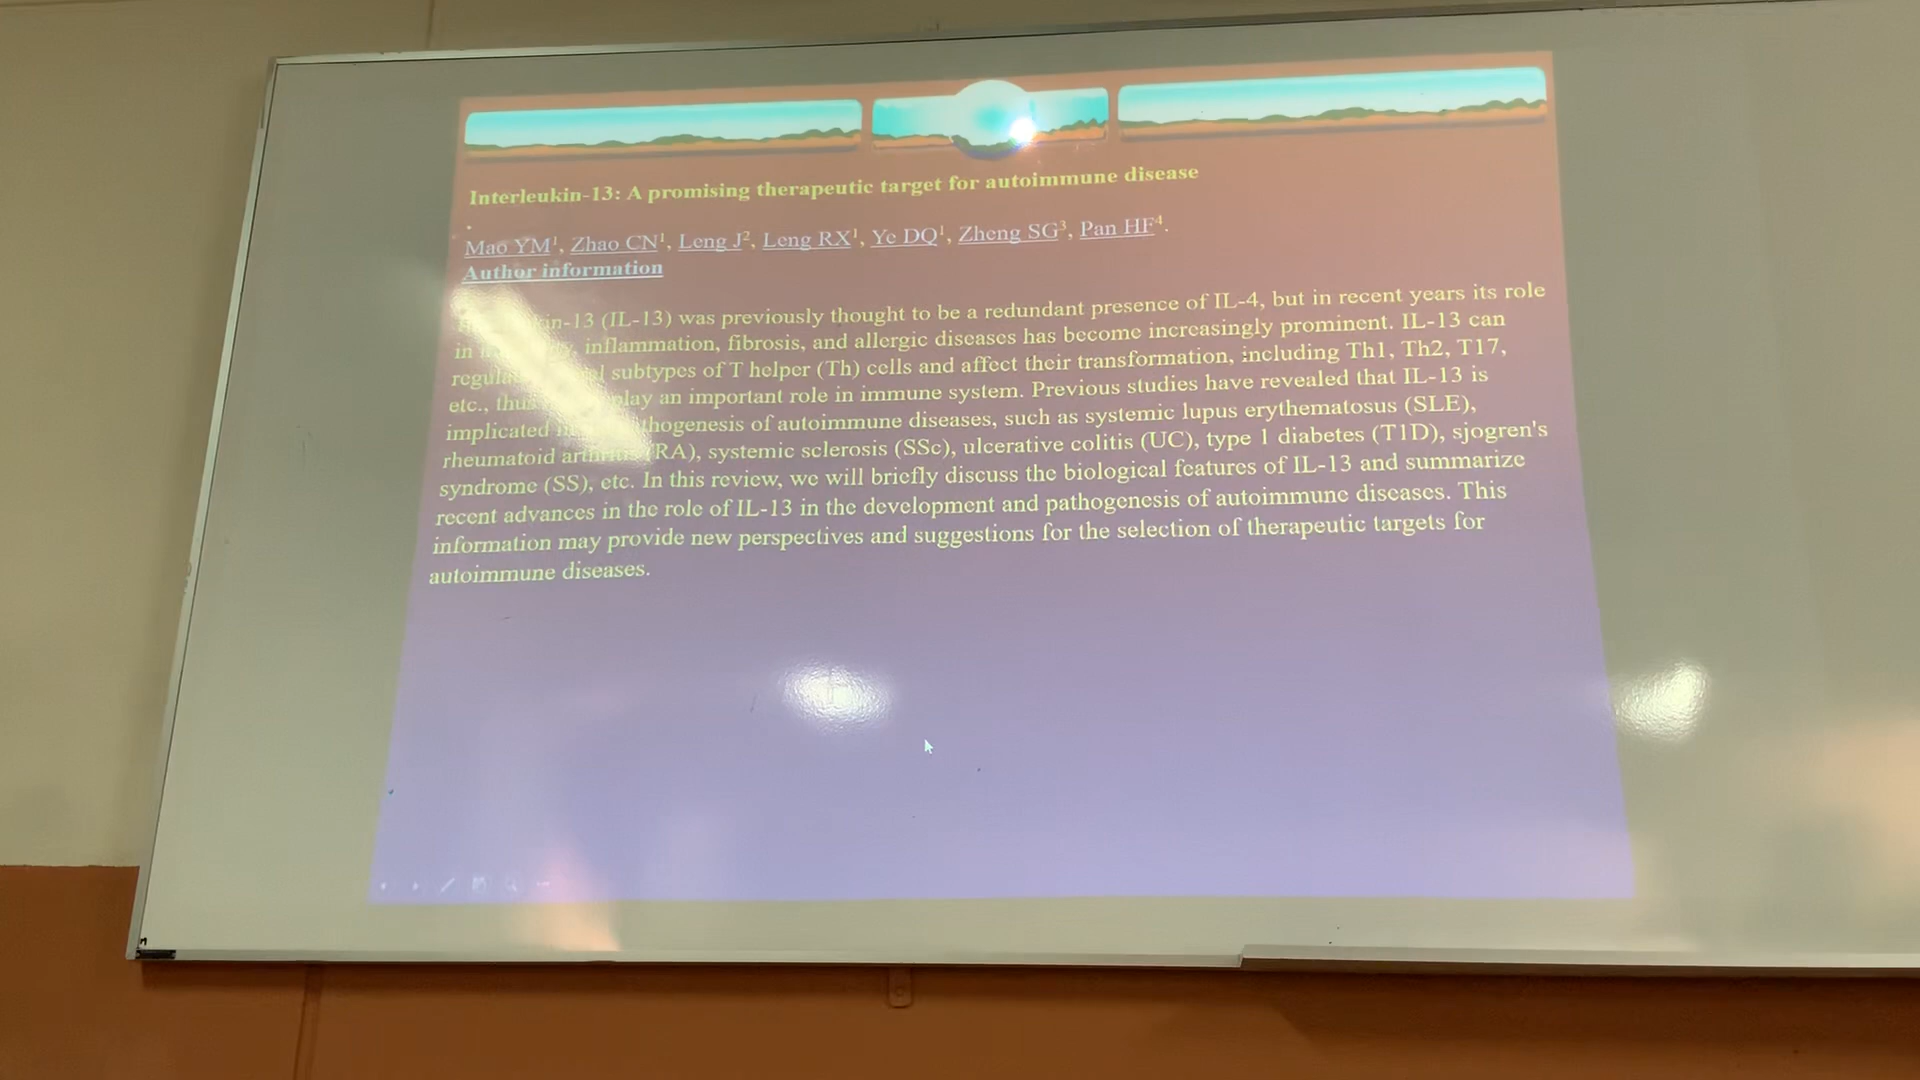 Interleukin-13: A promising therapeutic target for autoimmune disease
Mao YM¹, Zhao CN¹, Leng J², Leng RX¹, Ye DQ¹, Zheng SG³, Pan HF⁴.
Author information
(IL-13) was previously thought to be a redundant presence of IL-4, but in recent years its role
in inflammation, fibrosis, and allergic diseases has become increasingly prominent. IL-13 can
subtypes of T helper (Th) cells and affect their transformation, including Th1, Th2, T17,
etc., play an important role in immune system. Previous studies have revealed that IL-13 is
implicated of autoimmune diseases, such as systemic lupus erythematosus (SLE),
rheumatoid arthritis (RA), systemic sclerosis (SSc), ulcerative colitis (UC), type 1 diabetes (T1D), sjogren's
syndrome (SS), etc. In this review, we will briefly discuss the biological features of IL-13 and summarize
recent advances in the role of IL-13 in the development and pathogenesis of autoimmune diseases. This
information may provide new perspectives and suggestions for the selection of therapeutic targets for
autoimmune diseases.